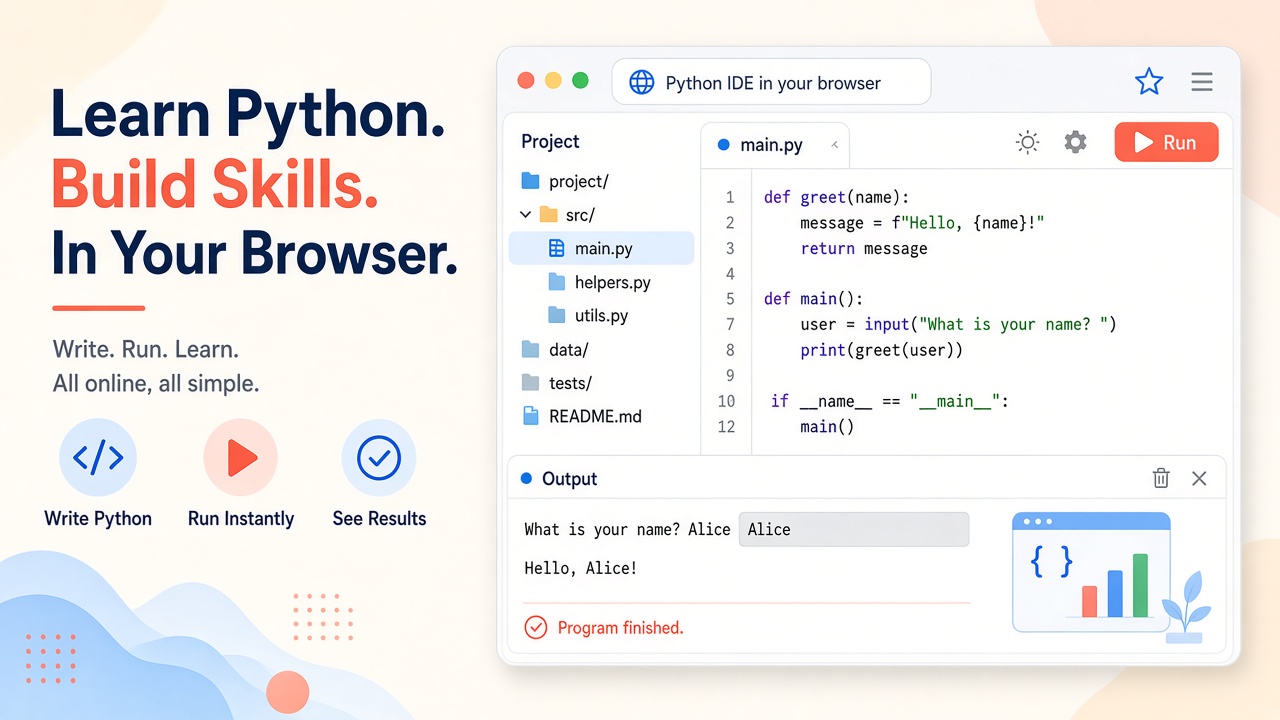 Learn Python.
Build Skills.
In Your Browser.
Write. Run. Learn.
All online, all simple.
Write Python
Run Instantly
See Results
Python IDE in your browser
Project
project/
src/
main.py
helpers.py
utils.py
data/
tests/
README.md
main.py
Run
1 def greet(name):
2     message = f"Hello, {name}!"
3     return message
4
5 def main():
7     user = input("What is your name? ")
8     print(greet(user))
9
10 if __name__ == "__main__":
12     main()
Output
What is your name? Alice Alice
Hello, Alice!
Program finished.
{ }